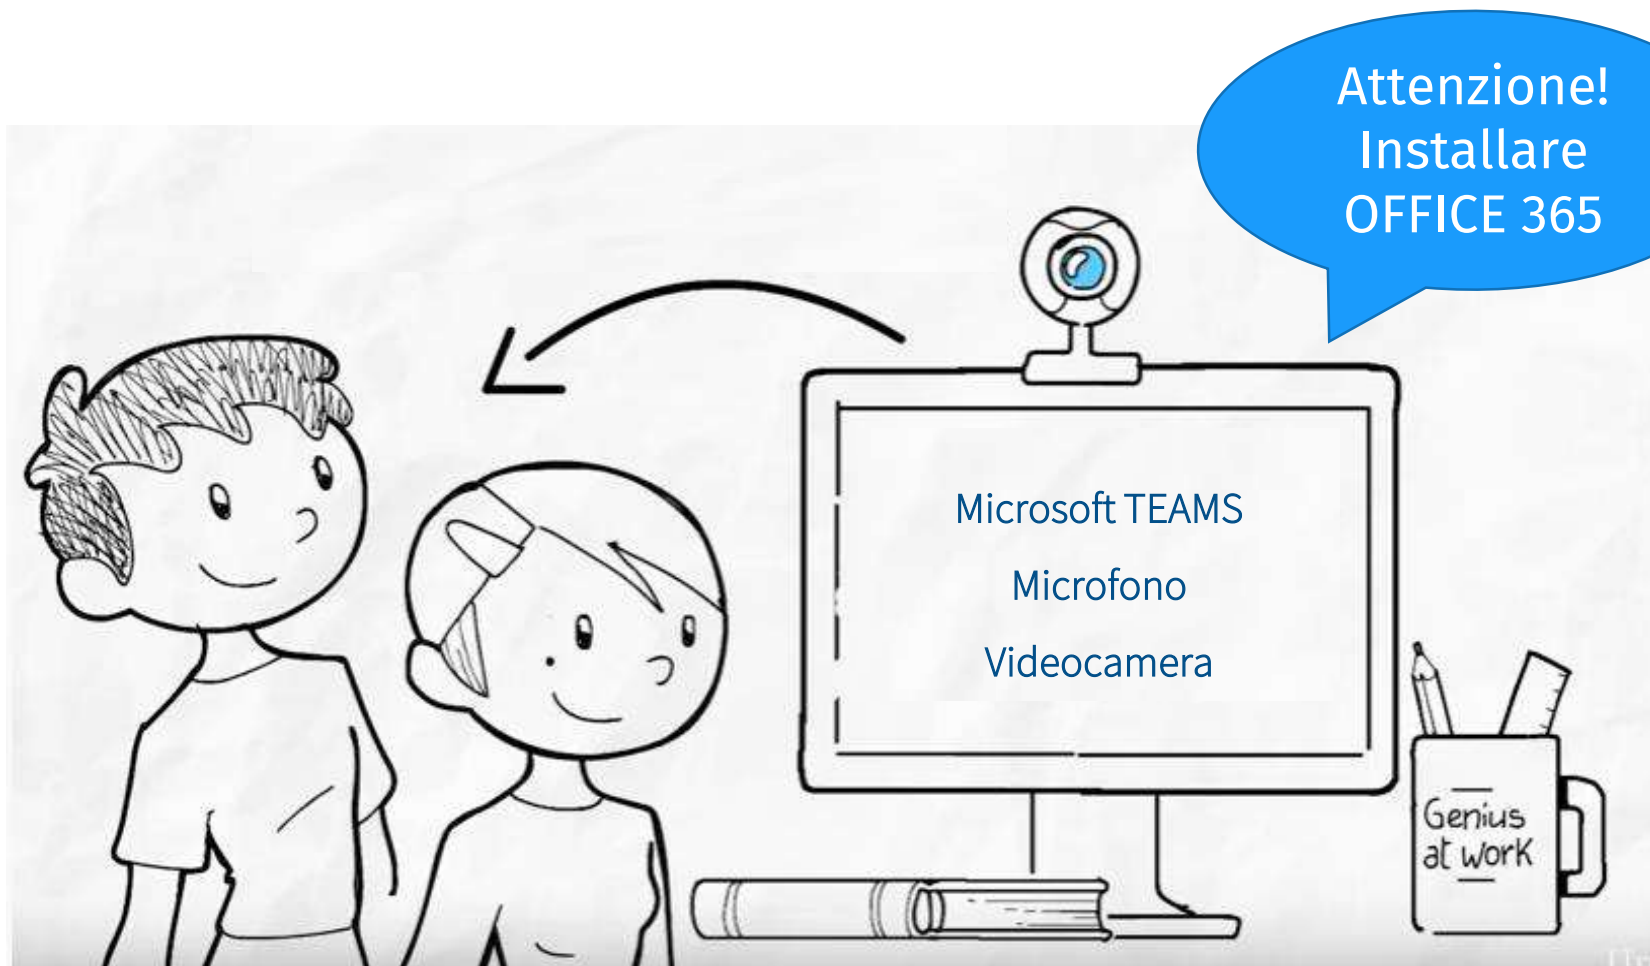 Attenzione!
Installare
OFFICE 365
Microsoft TEAMS
Microfono
Videocamera
Genius
at work